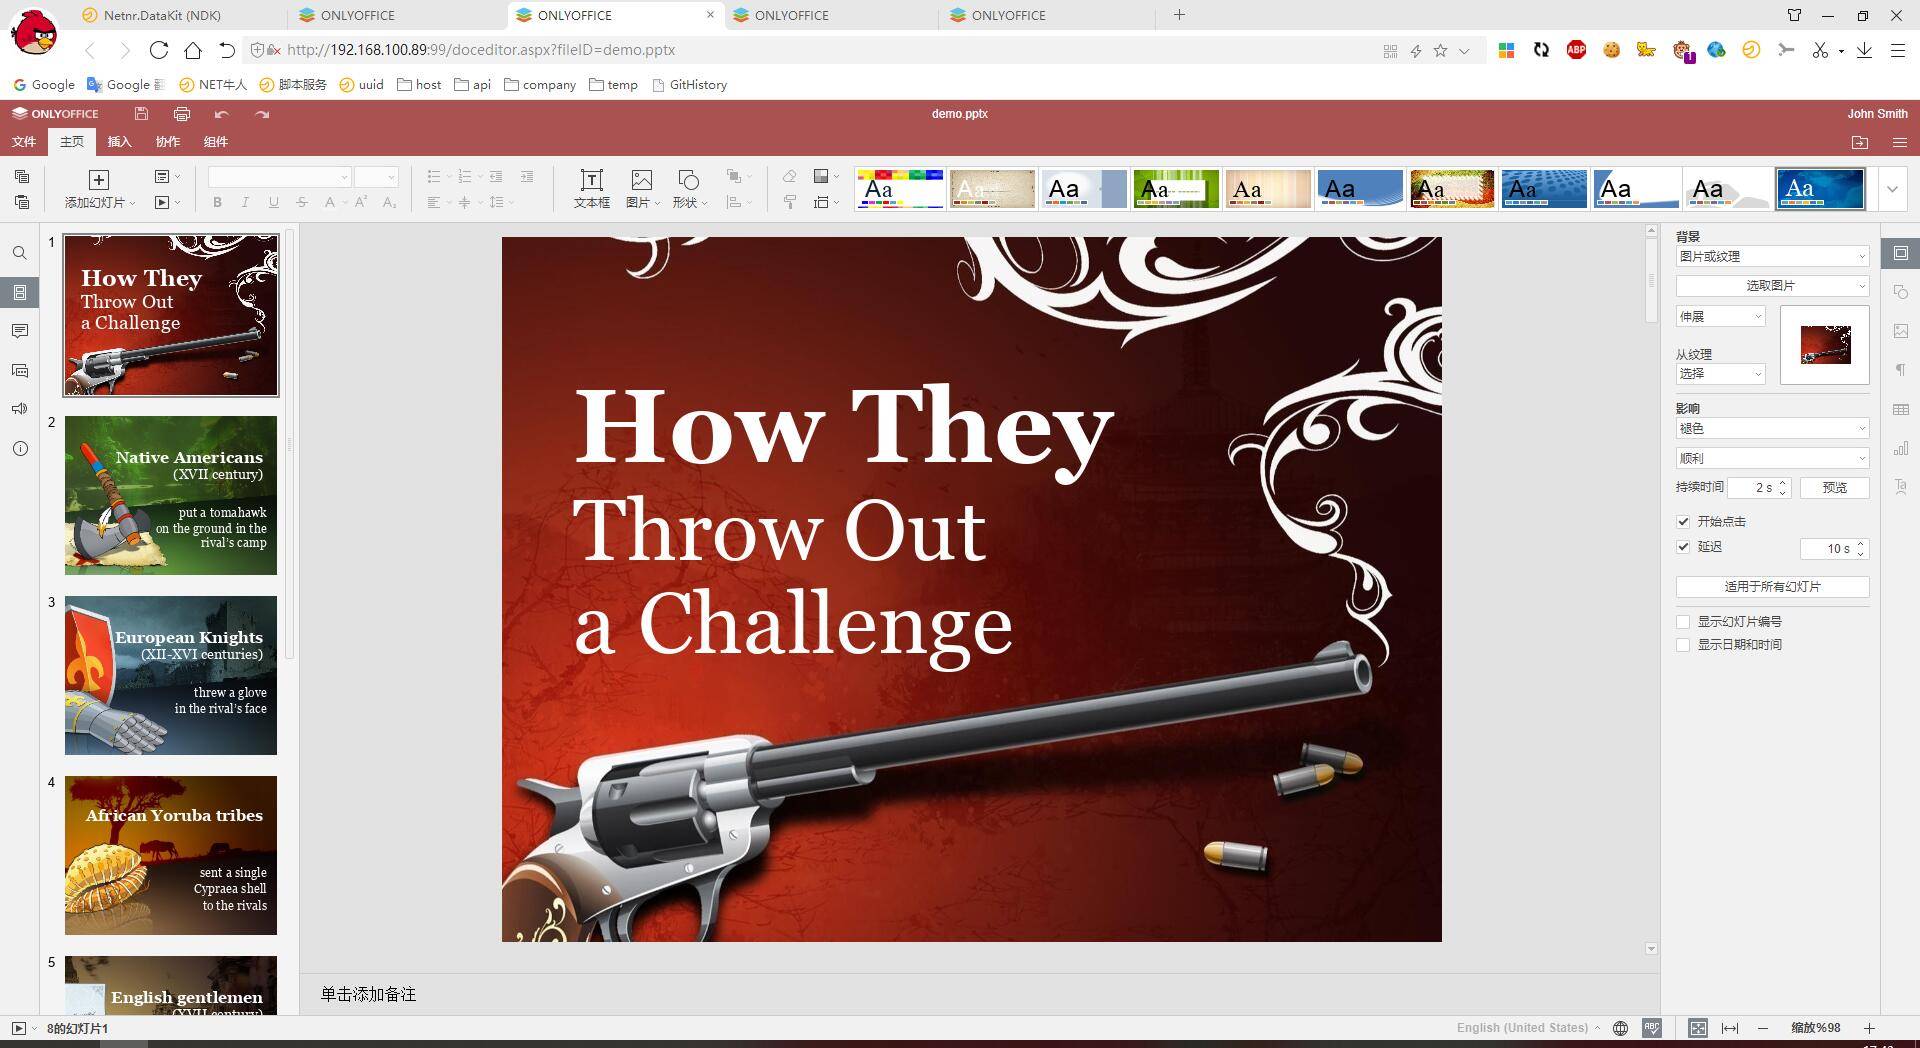 Netnr.DataKit (NDK)
ONLYOFFICE
ONLYOFFICE
ONLYOFFICE
ONLYOFFICE
http://192.168.100.89:99/doceditor.aspx?fileID=demo.pptx
ABP
1
Google
Google 翻
NET牛人
脚本服务
uuid
host
api
company
temp
GitHistory
ONLYOFFICE
demo.pptx
John Smith
文件
主页
插入
协作
组件
添加幻灯片
B I U S A A² A₂
文本框
图片
形状
Aa
Aa
Aa
Aa
Aa
Aa
Aa
Aa
Aa
Aa
Aa
1
How They
Throw Out
a Challenge
2
Native Americans
(XVII century)
put a tomahawk
on the ground in the
rival's camp
3
European Knights
(XII-XVI centuries)
threw a glove
in the rival's face
4
African Yoruba tribes
sent a single
Cypraea shell
to the rivals
5
English gentlemen
(XVII century)
How They
Throw Out
a Challenge
单击添加备注
背景
图片或纹理
选取图片
伸展
从纹理
选择
影响
褪色
顺利
持续时间
2 s
预览
开始点击
延迟
10 s
适用于所有幻灯片
显示幻灯片编号
显示日期和时间
Ta
8的幻灯片1
English (United States)
ABC
缩放%98